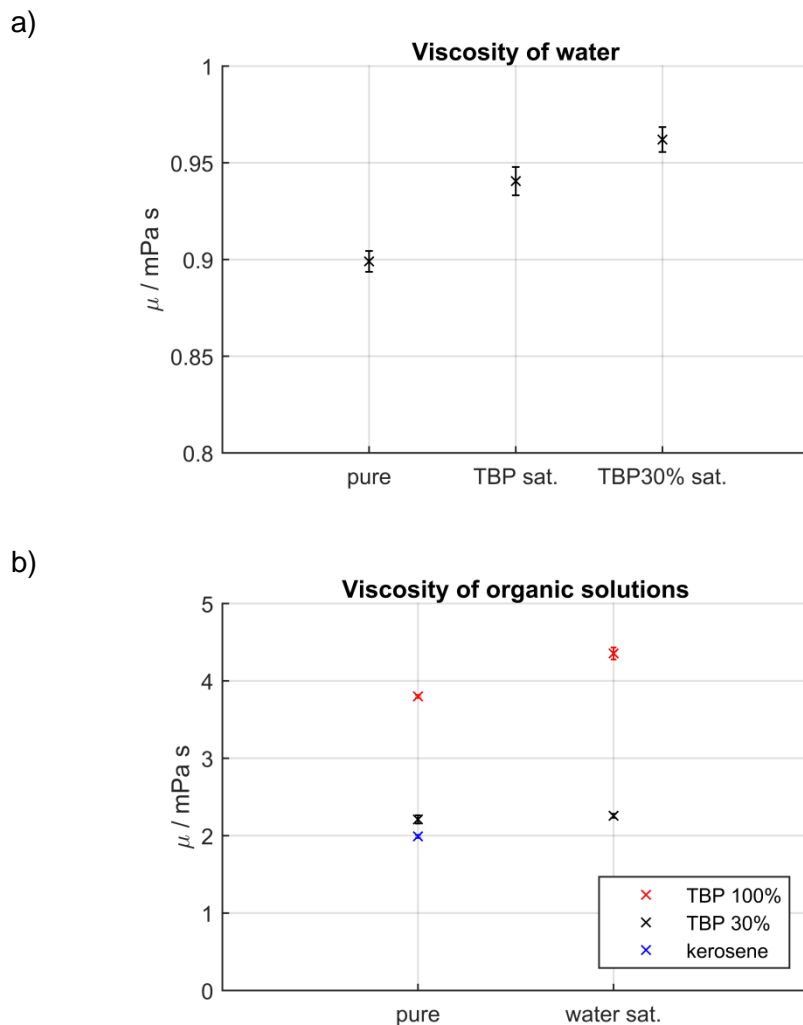 a)
Viscosity of water
1
0.95
0.9
0.85
0.8
μ / mPa s
pure TBP sat. TBP30% sat.
b)
Viscosity of organic solutions
5
4
3
2
1
0
μ / mPa s
TBP 100%
TBP 30%
kerosene
pure water sat.